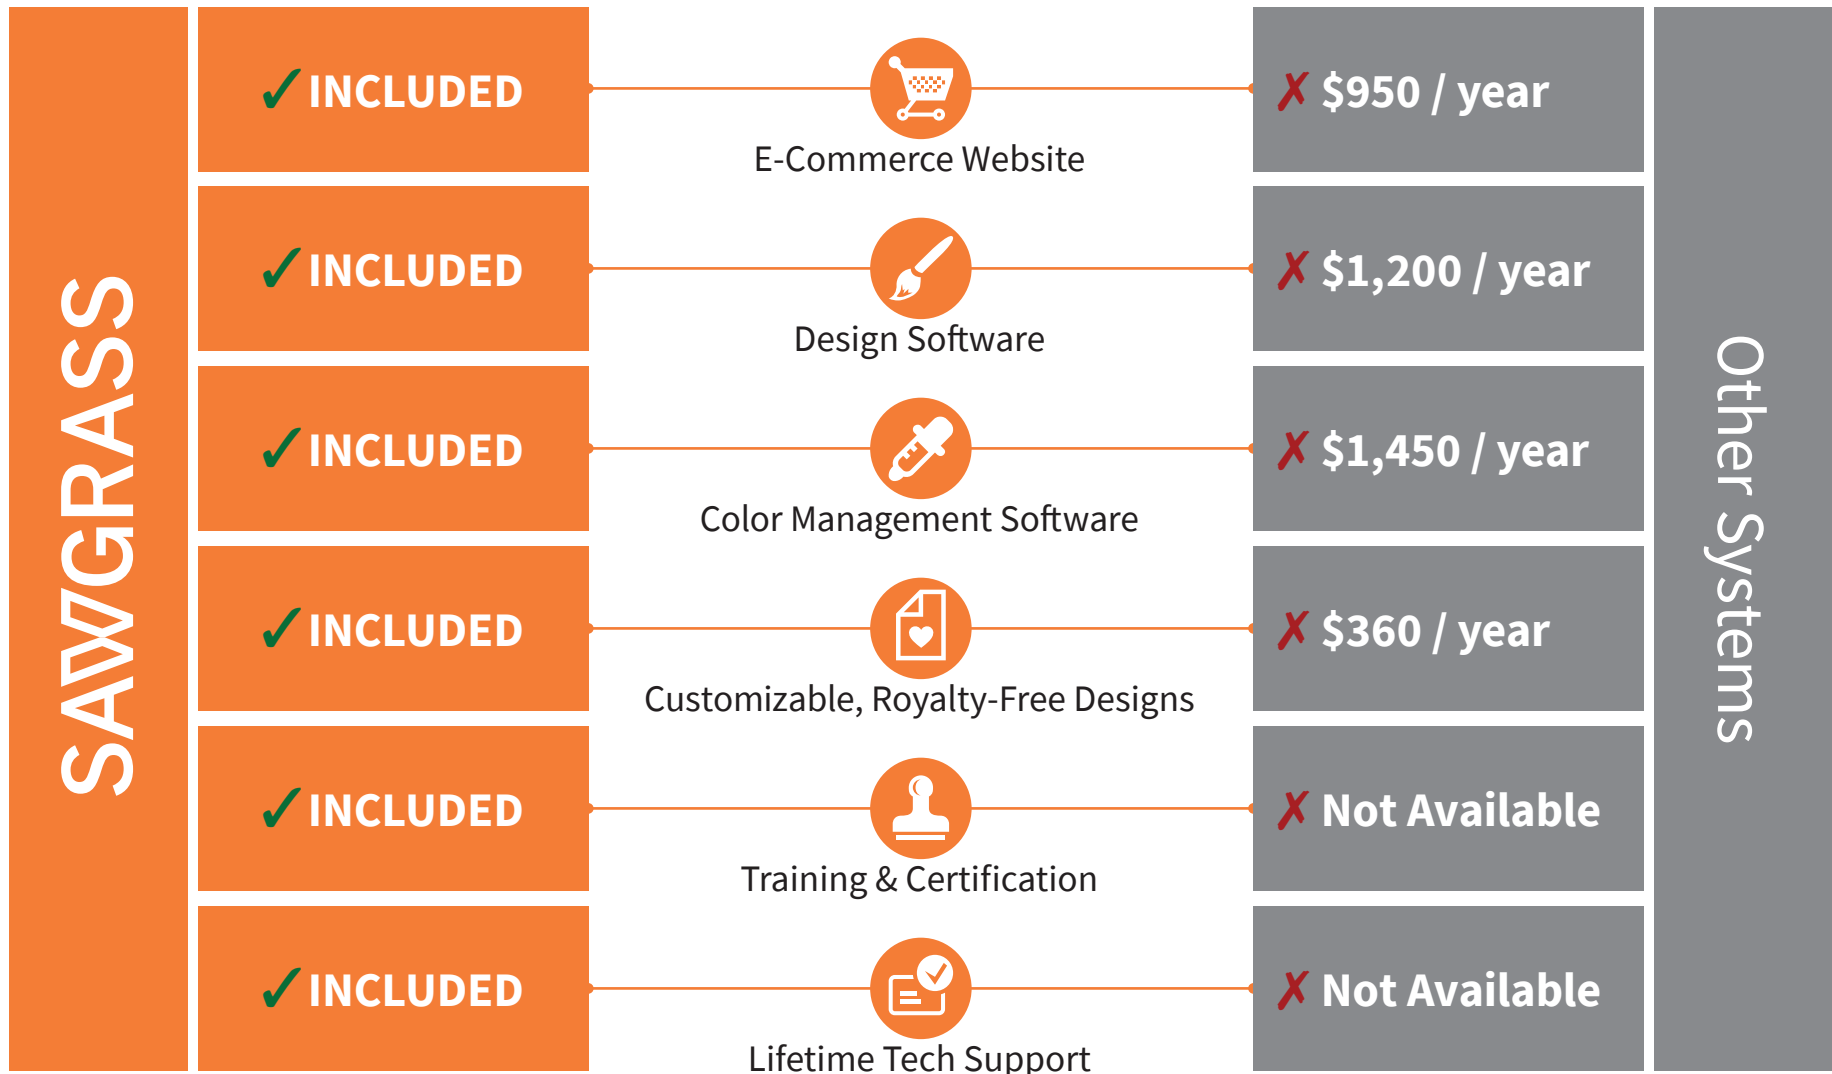 SAWGRASS
✓ INCLUDED
E-Commerce Website
✗ $950 / year
✓ INCLUDED
Design Software
✗ $1,200 / year
✓ INCLUDED
Color Management Software
✗ $1,450 / year
✓ INCLUDED
Customizable, Royalty-Free Designs
✗ $360 / year
✓ INCLUDED
Training & Certification
✗ Not Available
✓ INCLUDED
Lifetime Tech Support
✗ Not Available
Other Systems